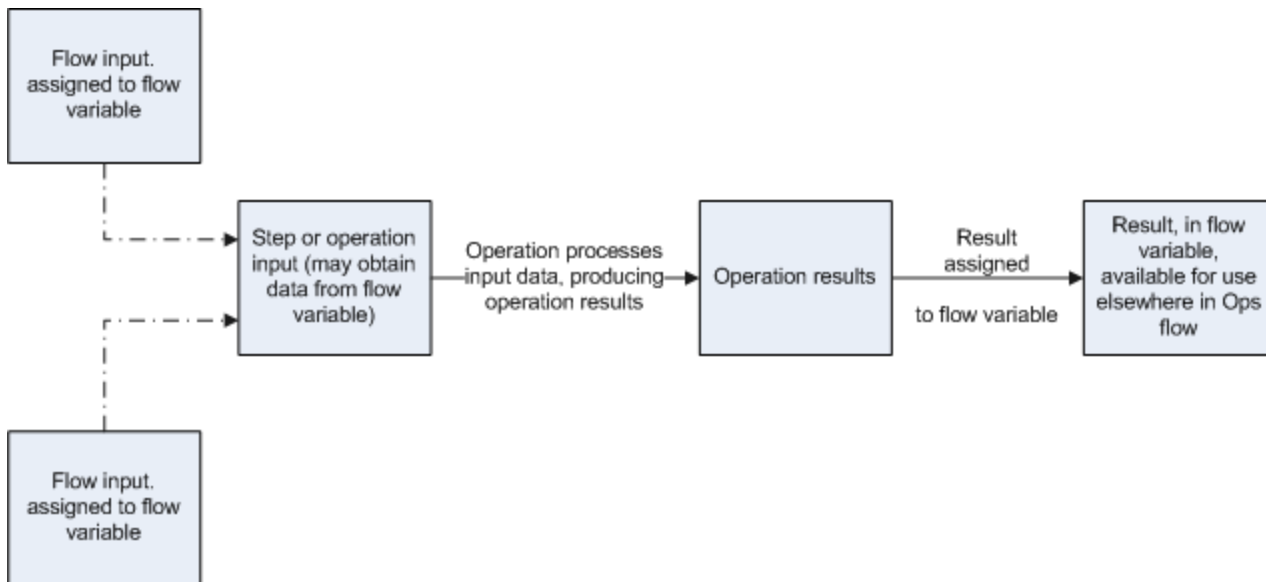 Flow input.
assigned to flow
variable
Step or operation
input (may obtain
data from flow
variable)
Operation processes
input data, producing
operation results
Operation results
Result
assigned
to flow variable
Result, in flow
variable,
available for use
elsewhere in Ops
flow
Flow input.
assigned to flow
variable